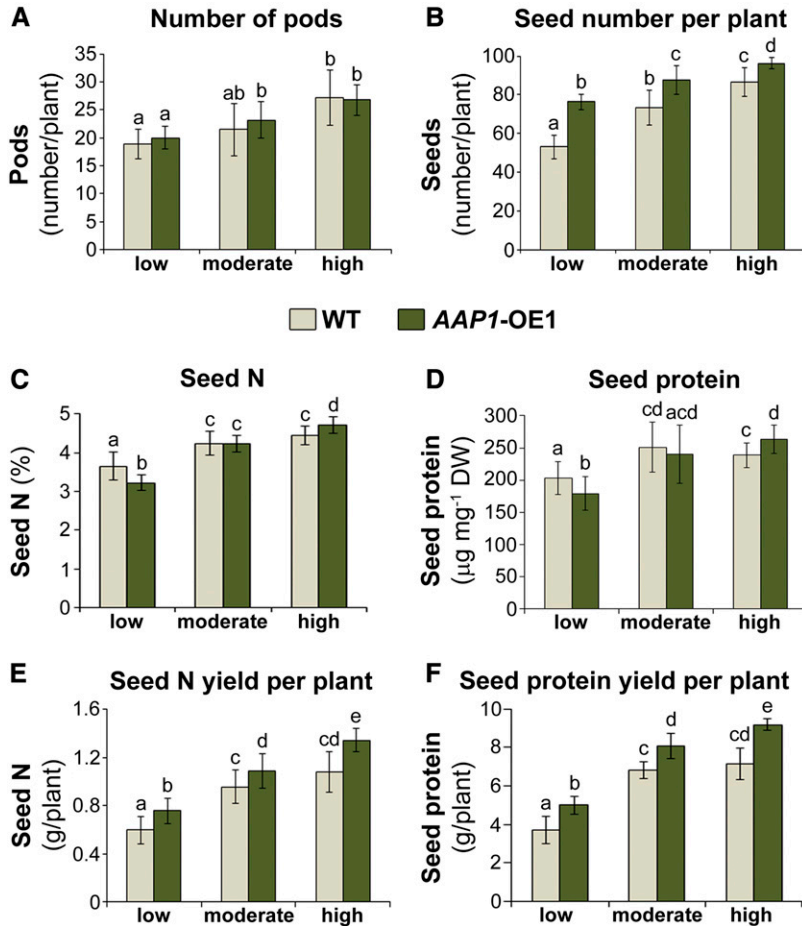 A Number of pods
Pods
(number/plant)
35
30
25
20
15
10
5
0
a a ab b b b
low moderate high
B Seed number per plant
Seeds
(number/plant)
100
80
60
40
20
0
a b b c c d
low moderate high
WT AAP1-OE1
C Seed N
Seed N (%)
5
4
3
2
1
0
a b c c c d
low moderate high
D Seed protein
Seed protein
(µg mg-1 DW)
300
250
200
150
100
50
0
a b cd acd c d
low moderate high
E Seed N yield per plant
Seed N
(g/plant)
1.6
1.2
0.8
0.4
0
a b c d cd e
low moderate high
F Seed protein yield per plant
Seed protein
(g/plant)
10
8
6
4
2
0
a b c d cd e
low moderate high